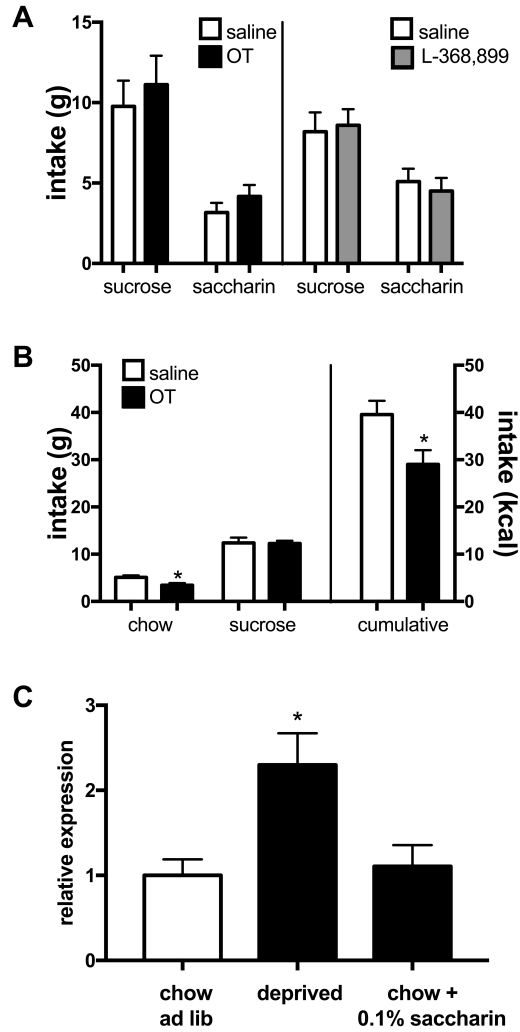 A
15
10
5
0
intake (g)
saline
OT
saline
L-368,899
sucrose saccharin sucrose saccharin
B
50
40
30
20
10
0
intake (g)
saline
OT
*
*
50
40
30
20
10
0
intake (kcal)
chow sucrose cumulative
C
3
2
1
0
relative expression
*
chow deprived chow +
ad lib 0.1% saccharin